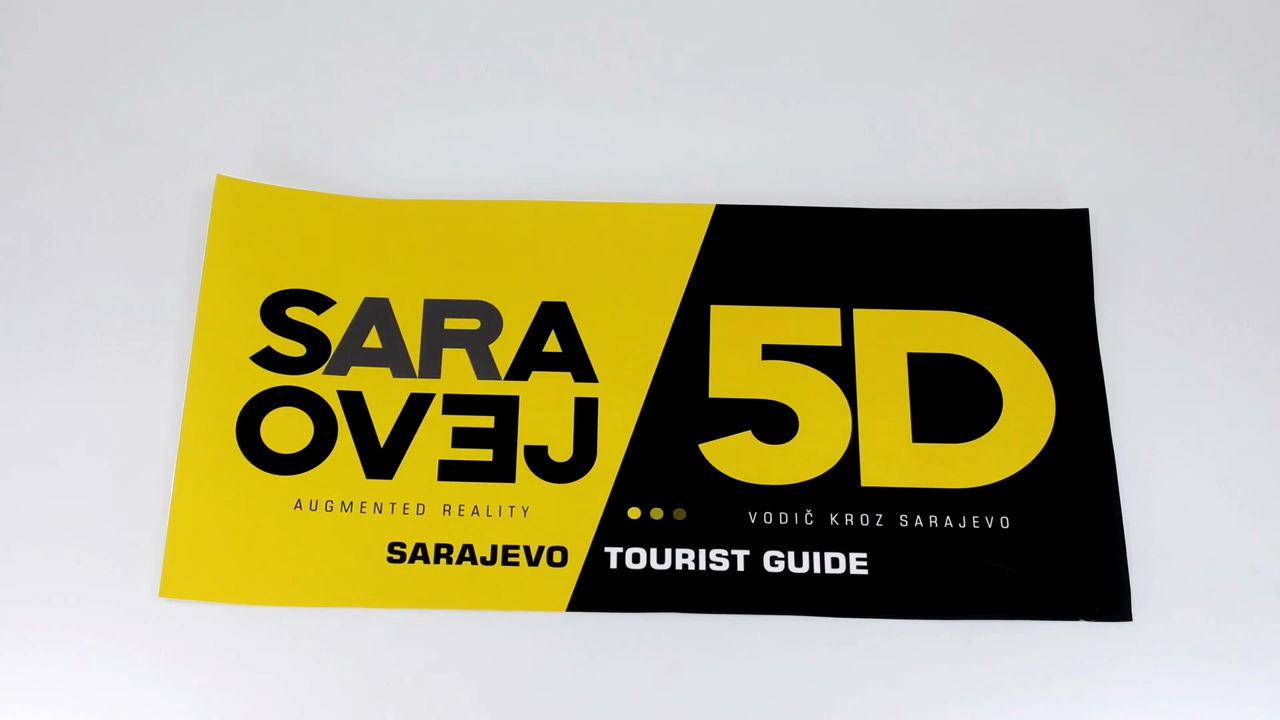 SARA
OVEJ
5D
AUGMENTED REALITY
VODIČ KROZ SARAJEVO
SARAJEVO TOURIST GUIDE